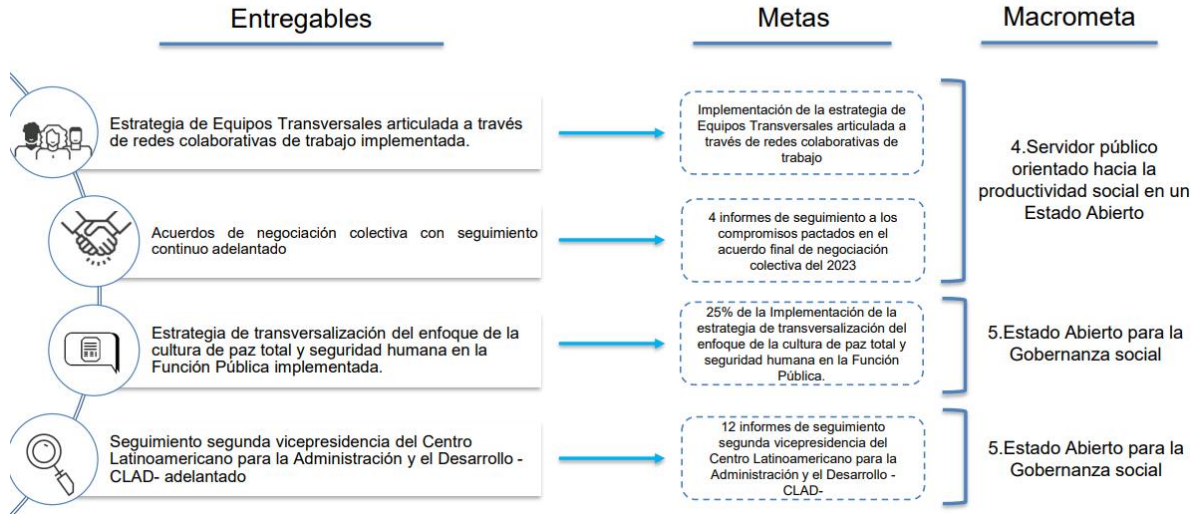 Entregables
Metas
Macrometa
Estrategia de Equipos Transversales articulada a través
de redes colaborativas de trabajo implementada.
Implementación de la estrategia de
Equipos Transversales articulada a
través de redes colaborativas de
trabajo
4.Servidor público
orientado hacia la
productividad social en un
Estado Abierto
Acuerdos de negociación colectiva con seguimiento
continuo adelantado
4 informes de seguimiento a los
compromisos pactados en el
acuerdo final de negociación
colectiva del 2023
Estrategia de transversalización del enfoque de la
cultura de paz total y seguridad humana en la
Función Pública implementada.
25% de la Implementación de la
estrategia de transversalización del
enfoque de la cultura de paz total y
seguridad humana en la Función
Pública.
5.Estado Abierto para la
Gobernanza social
Seguimiento segunda vicepresidencia del Centro
Latinoamericano para la Administración y el Desarrollo -
CLAD- adelantado
12 informes de seguimiento
segunda vicepresidencia del
Centro Latinoamericano para la
Administración y el Desarrollo -
CLAD-
5.Estado Abierto para la
Gobernanza social